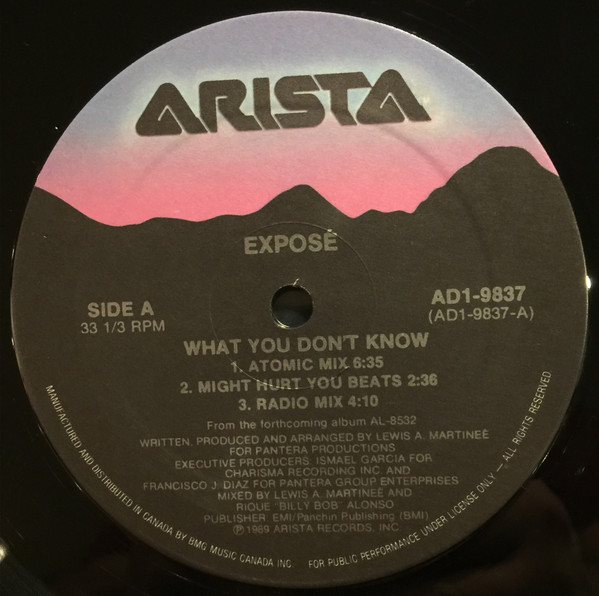 ARISTA
EXPOSÉ
SIDE A
33 1/3 RPM
AD1-9837
(AD1-9837-A)
WHAT YOU DON'T KNOW
1. ATOMIC MIX 6:35
2. MIGHT HURT YOU BEATS 2:36
3. RADIO MIX 4:10
From the forthcoming album AL-8532
WRITTEN, PRODUCED AND ARRANGED BY LEWIS A. MARTINEÉ
FOR PANTERA PRODUCTIONS
EXECUTIVE PRODUCERS: ISMAEL GARCIA FOR
CHARISMA RECORDING INC. AND
FRANCISCO J. DIAZ FOR PANTERA GROUP ENTERPRISES
MIXED BY LEWIS A. MARTINEÉ AND
RIQUE "BILLY BOB" ALONSO
PUBLISHER: EMI/Panchin Publishing (BMI)
Ⓟ1989 ARISTA RECORDS, INC
MANUFACTURED AND DISTRIBUTED IN CANADA BY BMG MUSIC CANADA INC. FOR PUBLIC PERFORMANCE UNDER LICENSE ONLY — ALL RIGHTS RESERVED.